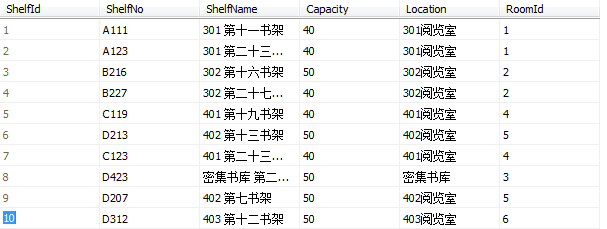 ShelfId ShelfNo ShelfName Capacity Location RoomId
1 A111 301 第十一书架 40 301阅览室 1
2 A123 301 第二十三... 40 301阅览室 1
3 B216 302 第十六书架 50 302阅览室 2
4 B227 302 第二十七... 40 302阅览室 2
5 C119 401 第十九书架 40 401阅览室 4
6 D213 402 第十三书架 50 402阅览室 5
7 C123 401 第二十三... 40 401阅览室 4
8 D423 密集书库 第二... 50 密集书库 3
9 D207 402 第七书架 50 402阅览室 5
10 D312 403 第十二书架 50 403阅览室 6